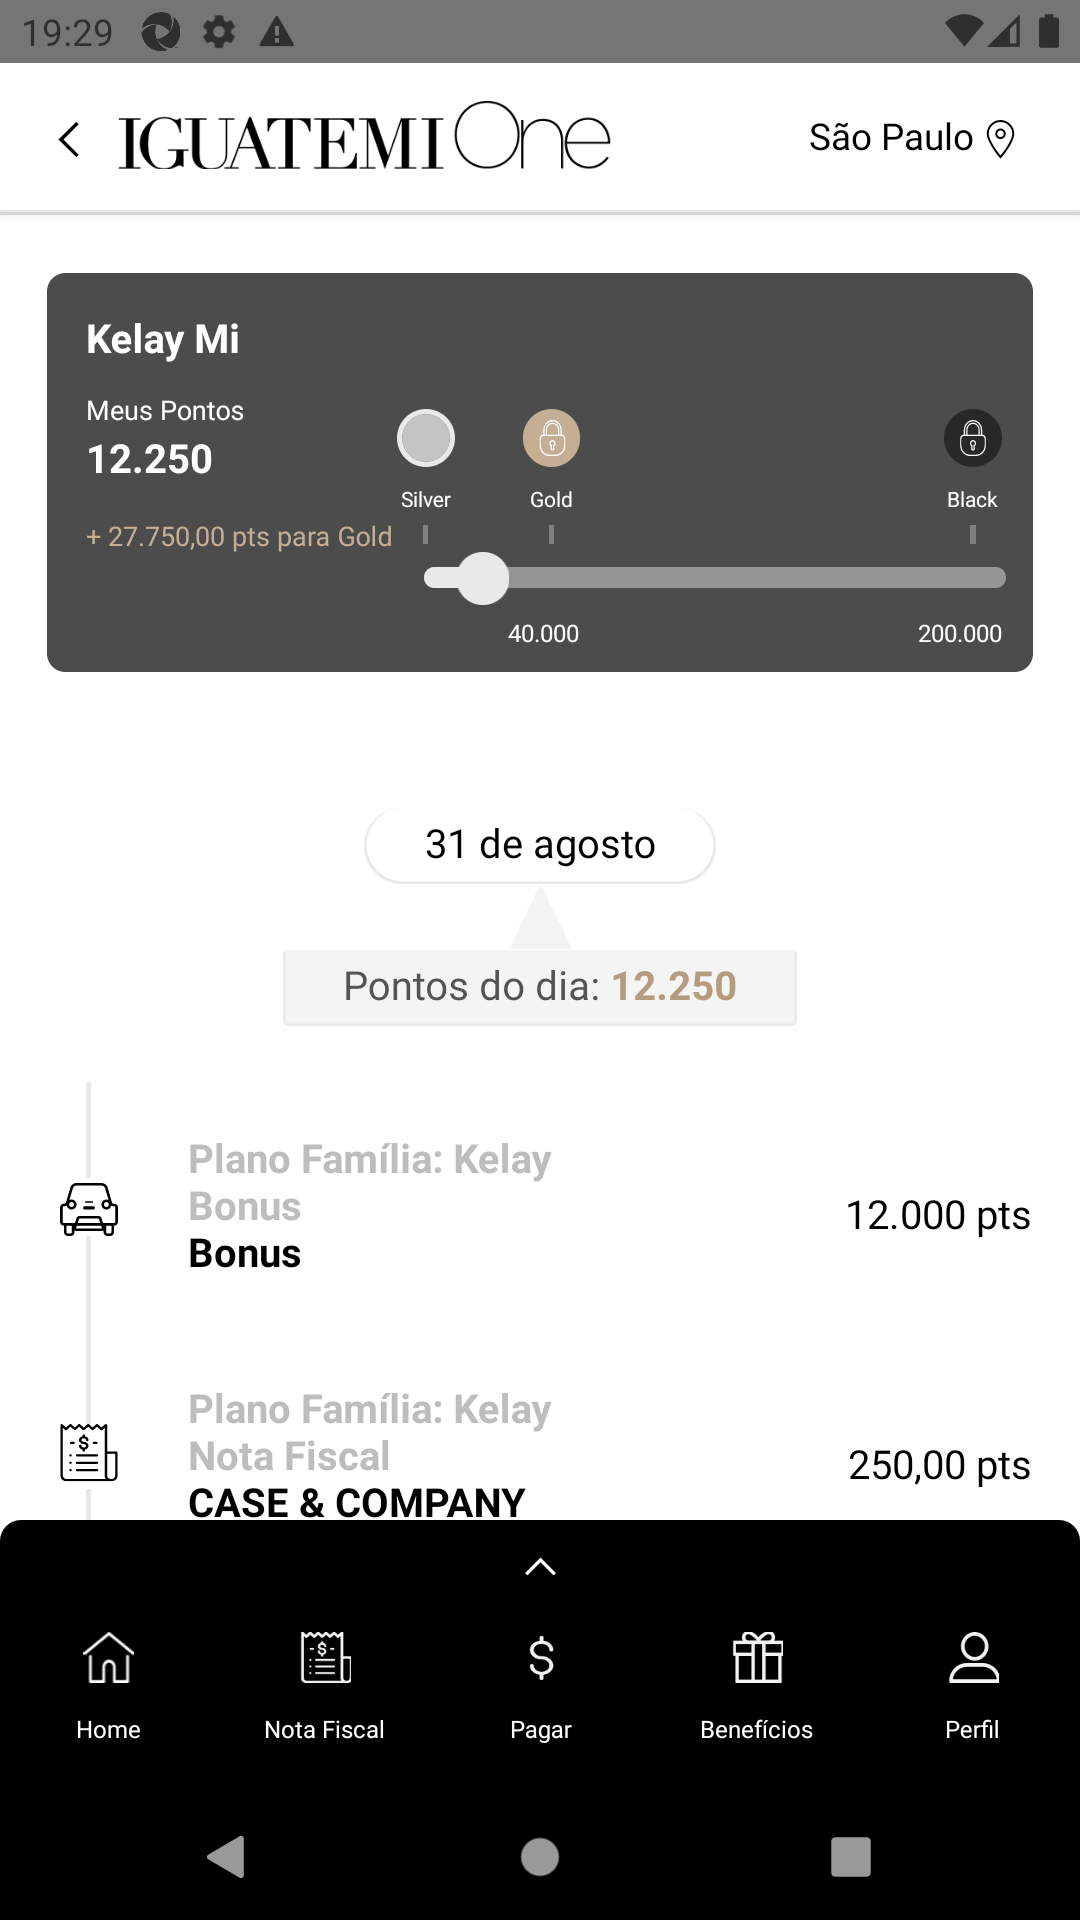 19:29
IGUATEMI One
São Paulo
Kelay Mi
Meus Pontos
12.250
+ 27.750,00 pts para Gold
Silver
Gold
Black
40.000
200.000
31 de agosto
Pontos do dia: 12.250
Plano Família: Kelay
Bonus
Bonus
12.000 pts
Plano Família: Kelay
Nota Fiscal
CASE & COMPANY
250,00 pts
Home
Nota Fiscal
Pagar
Benefícios
Perfil